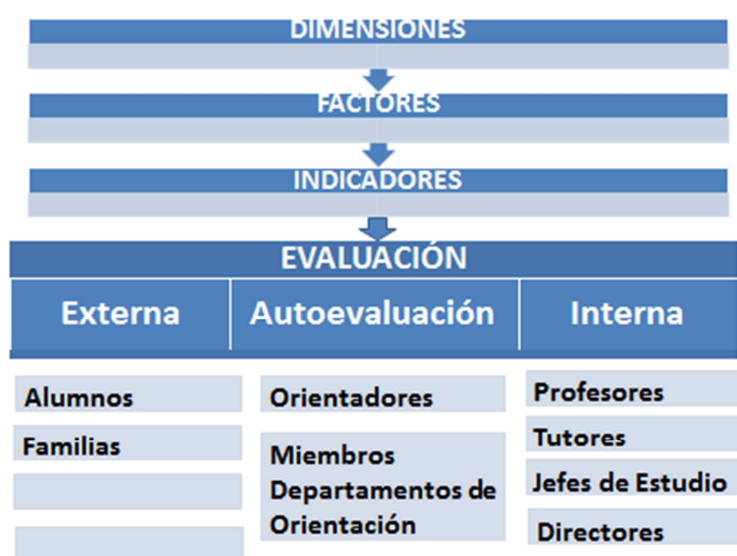 DIMENSIONES
FACTORES
INDICADORES
EVALUACIÓN
Externa
Autoevaluación
Interna
Alumnos
Familias
Orientadores
Miembros
Departamentos de
Orientación
Profesores
Tutores
Jefes de Estudio
Directores